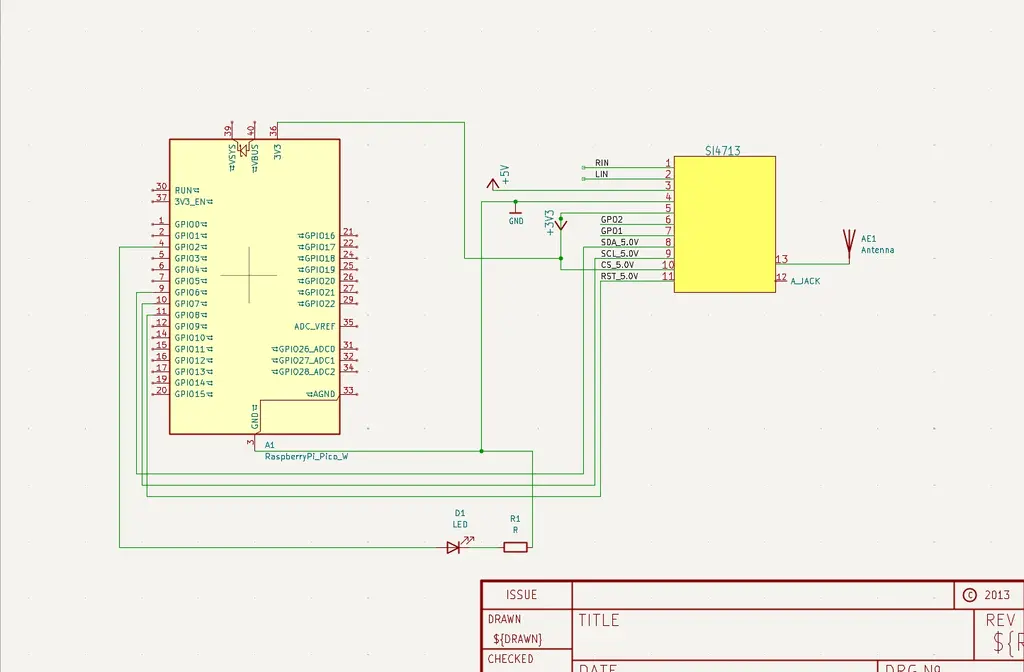 39
40
36
VSYS
VBUS
3V3
30 RUN
37 3V3_EN
1 GPIO0
2 GPIO1
4 GPIO2
5 GPIO3
6 GPIO4
7 GPIO5
9 GPIO6
10 GPIO7
11 GPIO8
12 GPIO9
14 GPIO10
15 GPIO11
16 GPIO12
17 GPIO13
19 GPIO14
20 GPIO15
GPIO16 21
GPIO17 22
GPIO18 24
GPIO19 25
GPIO20 26
GPIO21 27
GPIO22 29
ADC_VREF 35
GPIO26_ADC0 31
GPIO27_ADC1 32
GPIO28_ADC2 34
AGND 33
GND
3
A1
RaspberryPi_Pico_W
+5V
GND
+3V3
SI4713
RIN 1
LIN 2
3
4
5
GPO2 6
GPO1 7
SDA_5.0V 8
SCL_5.0V 9
CS_5.0V 10
RST_5.0V 11
13
12 A_JACK
AE1
Antenna
D1
LED
R1
R
ISSUE
© 2013
DRAWN
${DRAWN}
CHECKED
TITLE
REV
DATE
DRG No